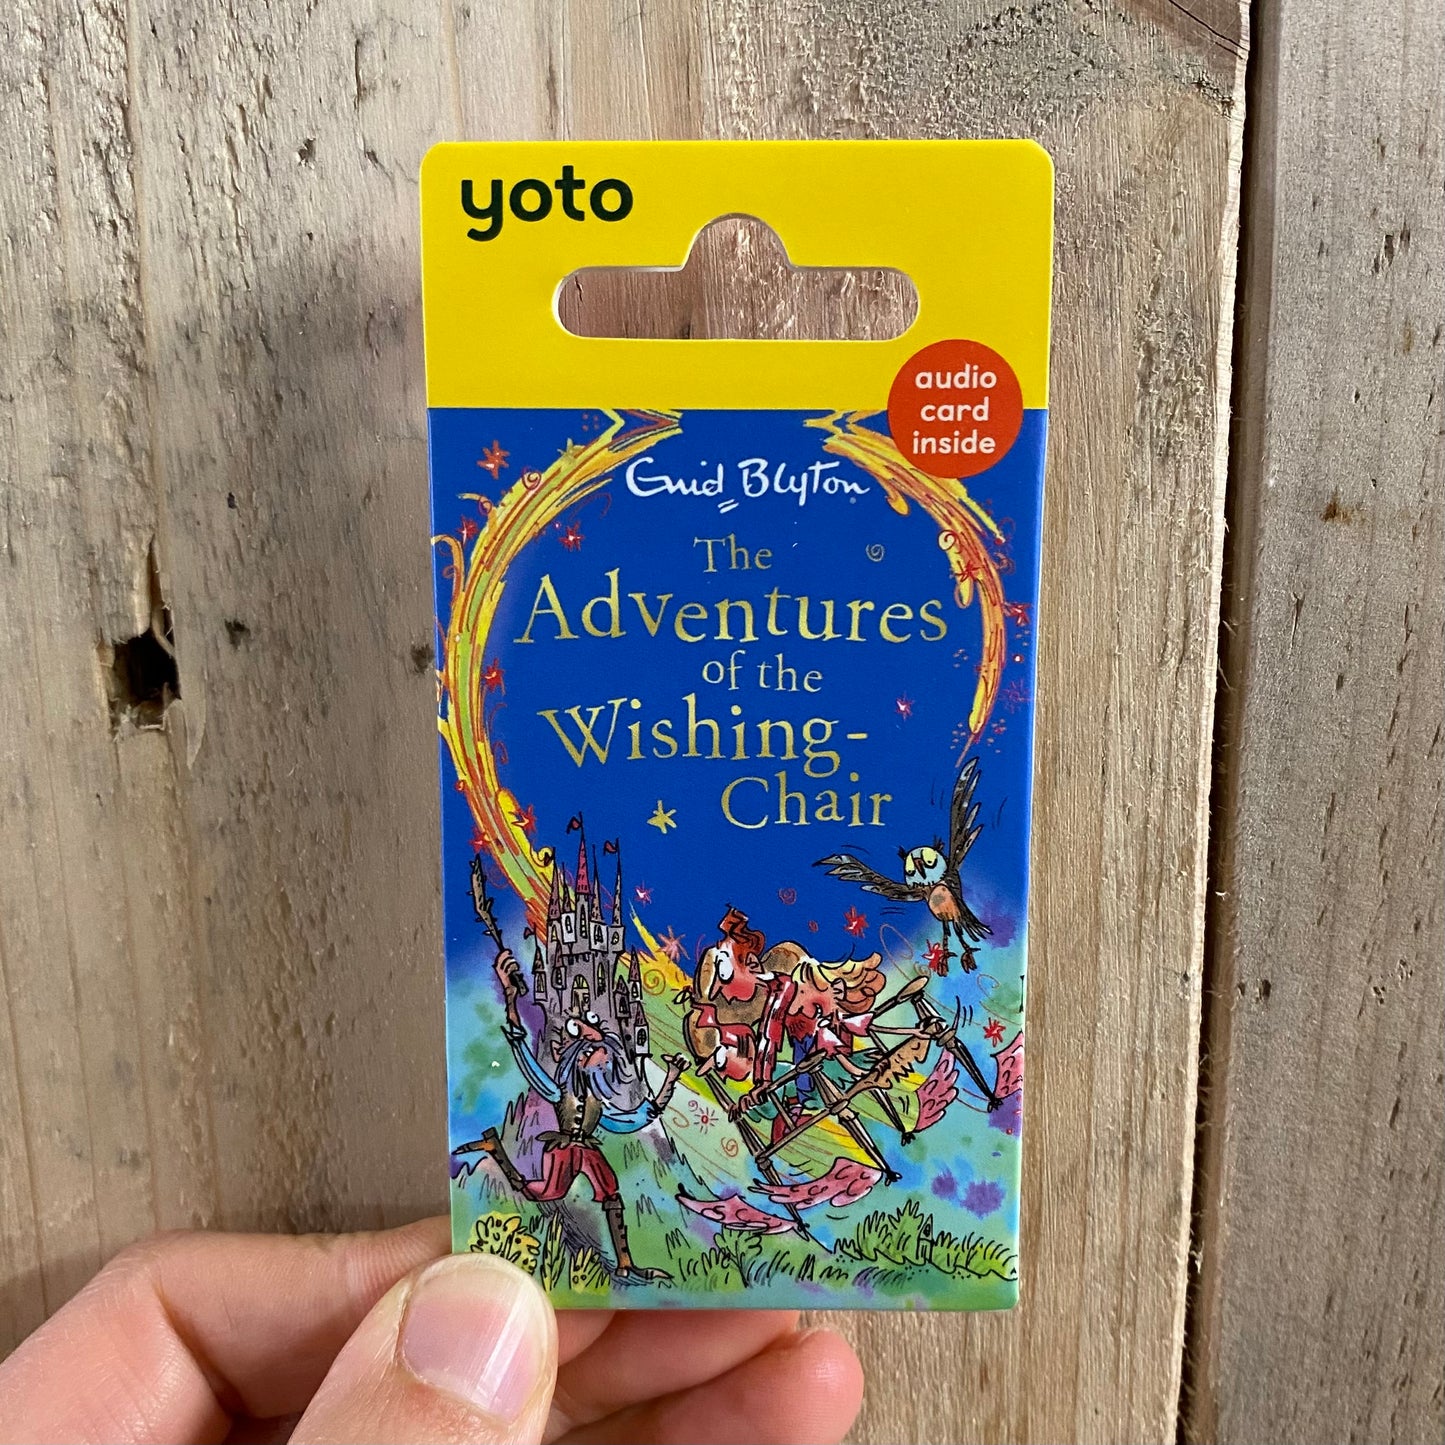 yoto
audio
card
inside
Enid Blyton
The
Adventures
of the
Wishing-
Chair